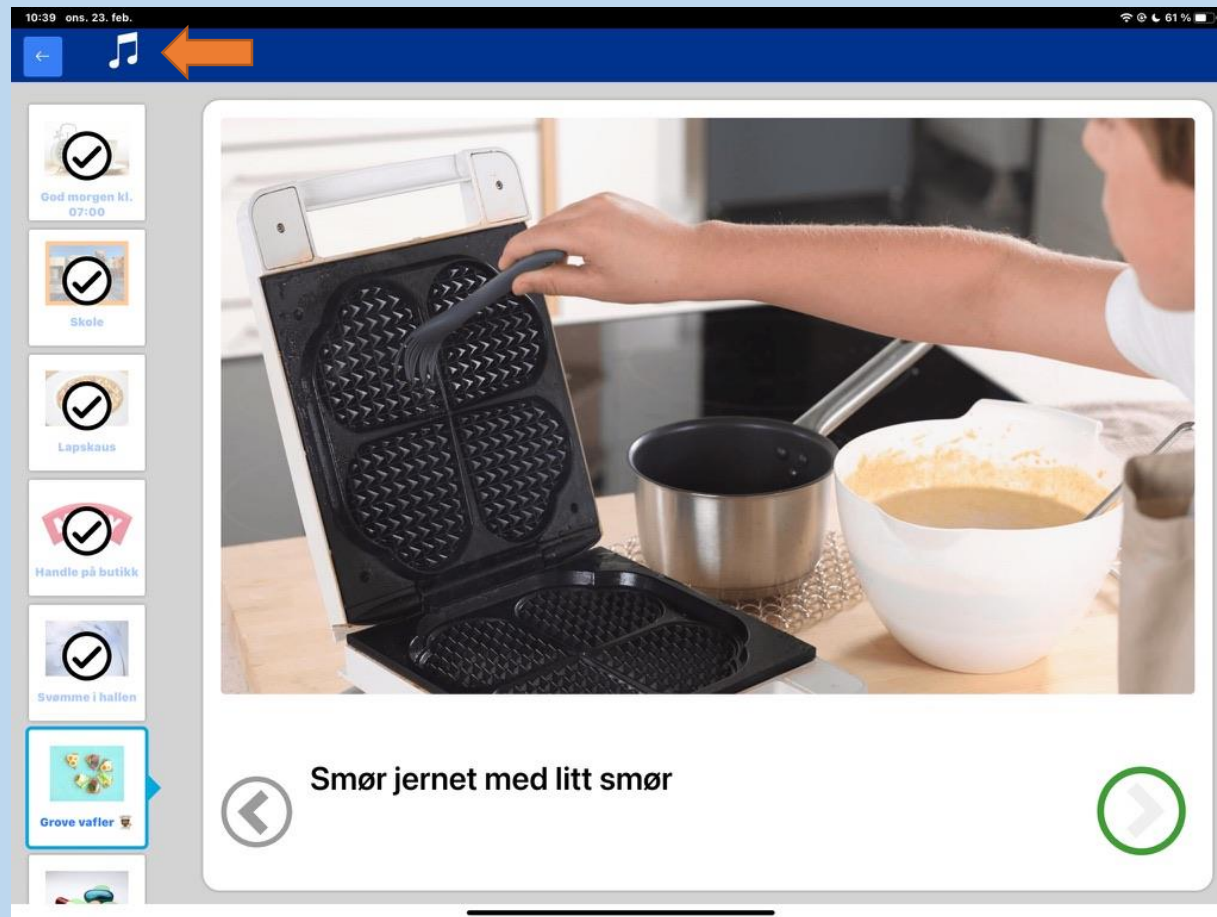 10:39 ons. 23. feb.
61 %
God morgen kl.
07:00
Skole
Lapskaus
Handle på butikk
Svømme i hallen
Grove vafler
Smør jernet med litt smør